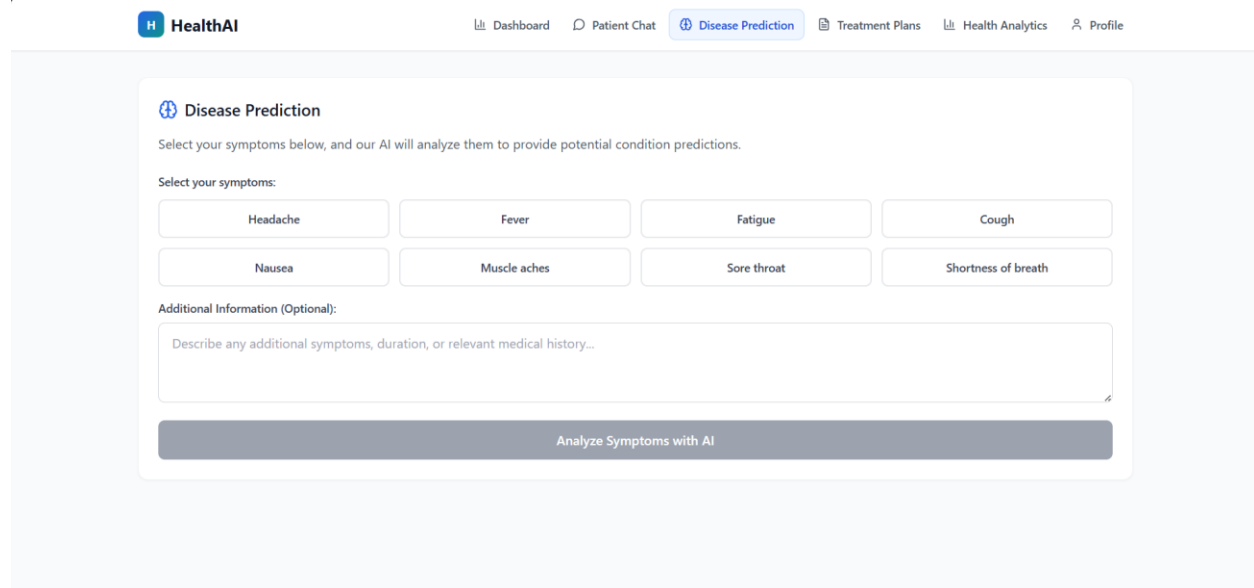 H HealthAI Dashboard Patient Chat Disease Prediction Treatment Plans Health Analytics Profile
Disease Prediction
Select your symptoms below, and our AI will analyze them to provide potential condition predictions.
Select your symptoms:
Headache Fever Fatigue Cough
Nausea Muscle aches Sore throat Shortness of breath
Additional Information (Optional):
Describe any additional symptoms, duration, or relevant medical history...
Analyze Symptoms with AI